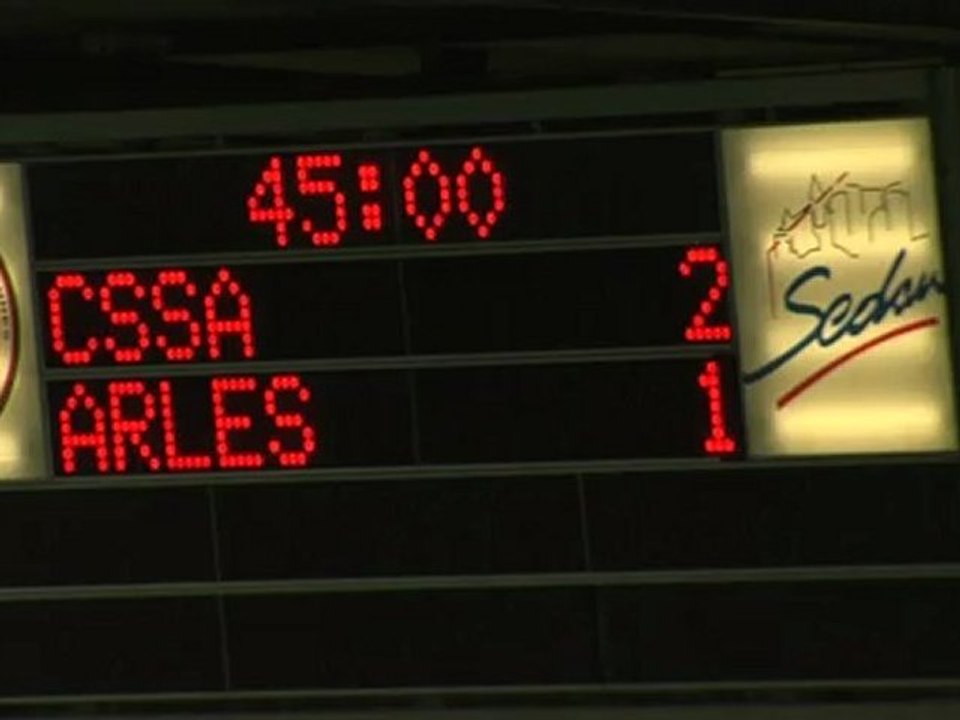 45:00
CSSA 2
ARLES 1
Sedan